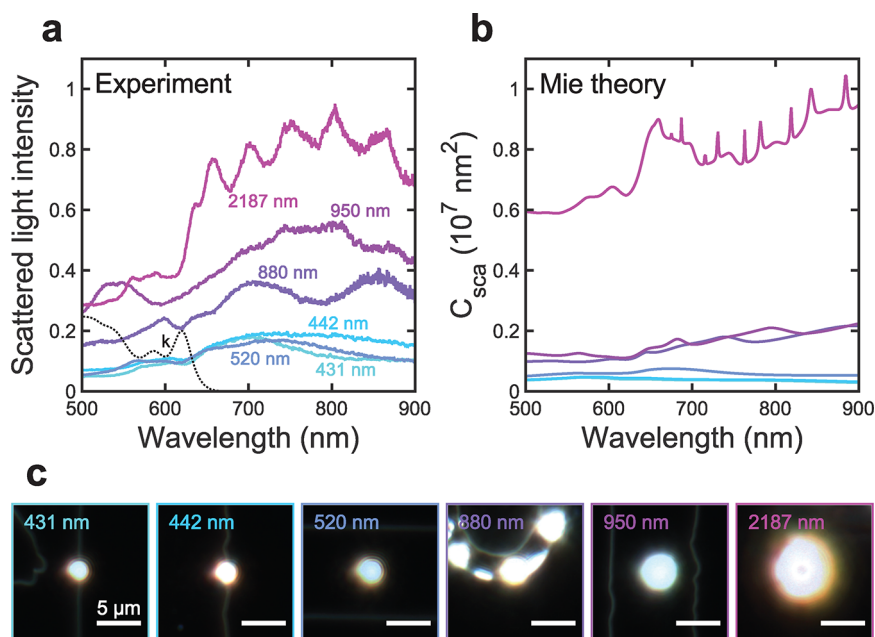 a
Experiment
Scattered light intensity
1
0.8
0.6
0.4
0.2
0
2187 nm
950 nm
880 nm
442 nm
k
520 nm
431 nm
500
600
700
800
900
Wavelength (nm)
b
Mie theory
Csca (10⁷ nm²)
1
0.8
0.6
0.4
0.2
0
500
600
700
800
900
Wavelength (nm)
c
431 nm
442 nm
520 nm
880 nm
950 nm
2187 nm
5 µm